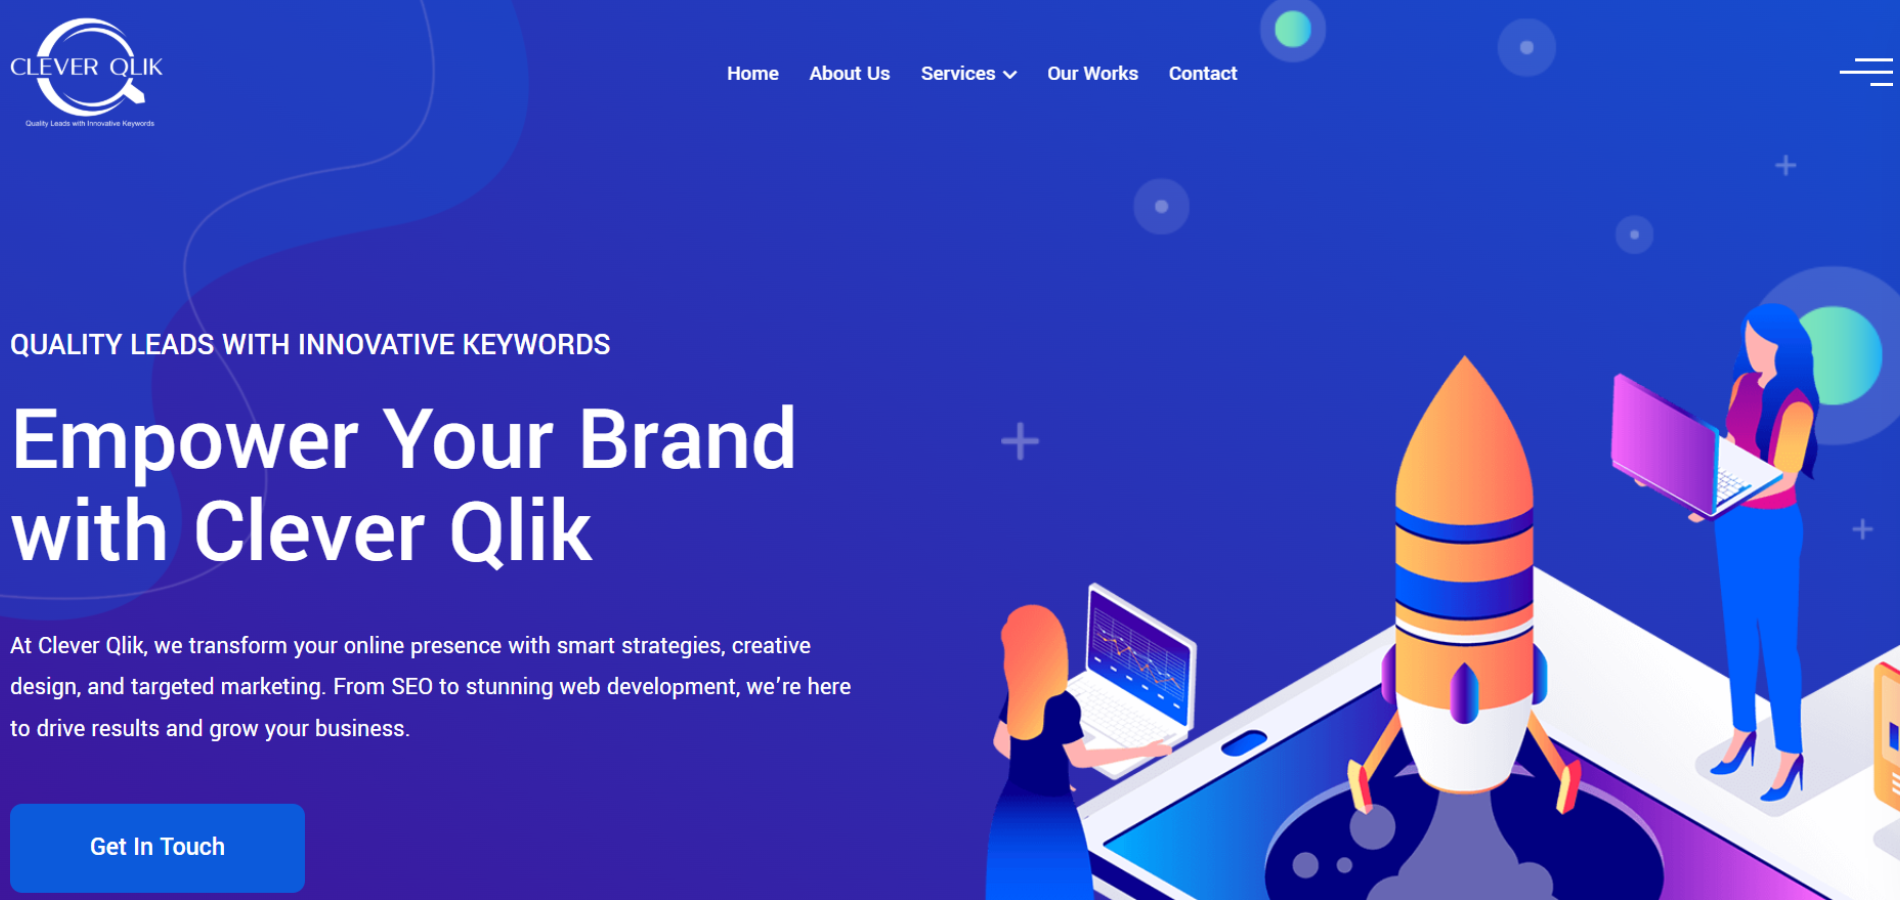 CLEVER QLIK
Quality Leads with Innovative Keywords
Home
About Us
Services
Our Works
Contact
QUALITY LEADS WITH INNOVATIVE KEYWORDS
Empower Your Brand
with Clever Qlik
At Clever Qlik, we transform your online presence with smart strategies, creative
design, and targeted marketing. From SEO to stunning web development, we’re here
to drive results and grow your business.
Get In Touch